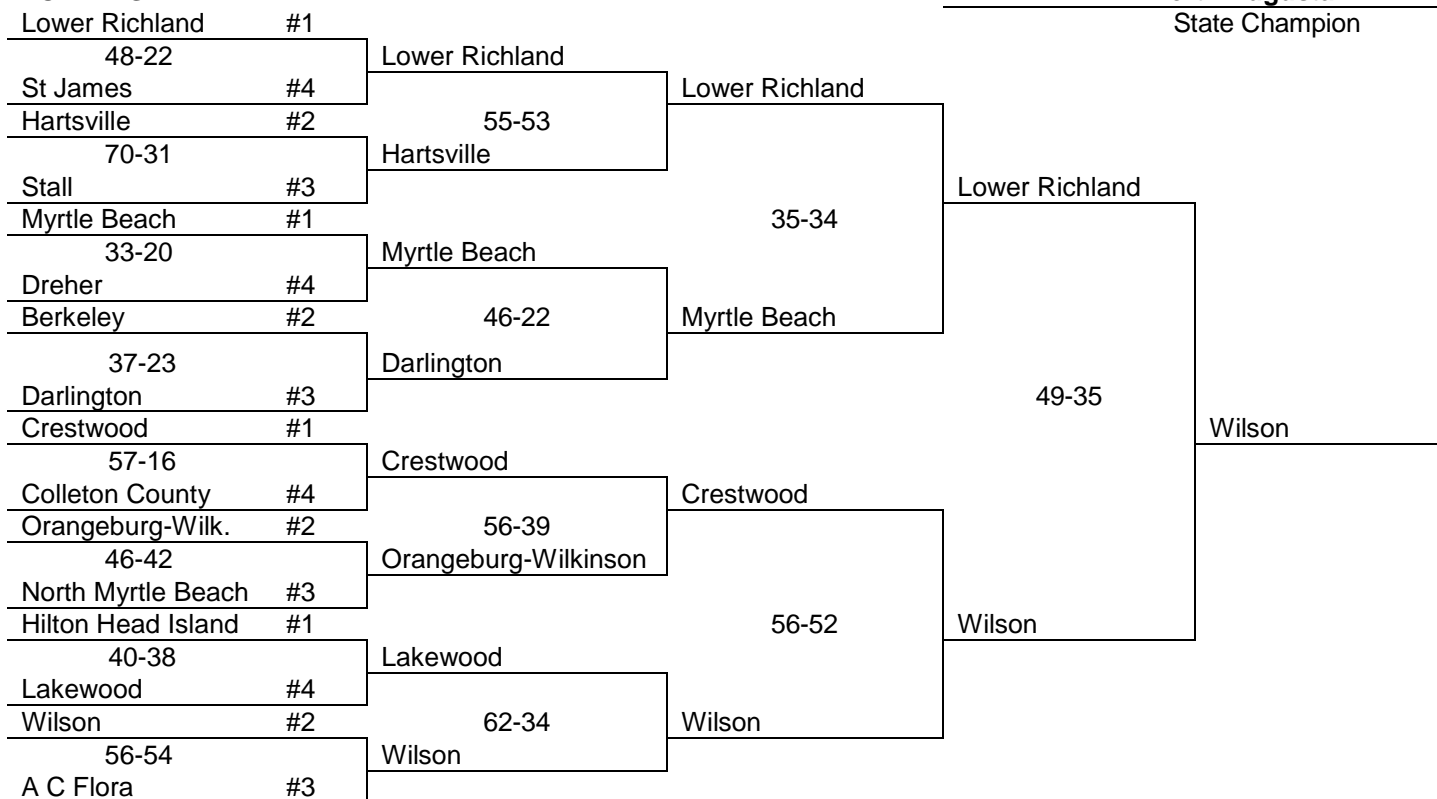 Lower Richland #1
State Champion
48-22
Lower Richland
St James #4
Lower Richland
Hartsville #2
55-53
70-31
Hartsville
Stall #3
Lower Richland
Myrtle Beach #1
35-34
33-20
Myrtle Beach
Dreher #4
Berkeley #2
46-22
Myrtle Beach
37-23
Darlington
Darlington #3
49-35
Crestwood #1
Wilson
57-16
Crestwood
Colleton County #4
Crestwood
Orangeburg-Wilk. #2
56-39
46-42
Orangeburg-Wilkinson
North Myrtle Beach #3
Hilton Head Island #1
56-52
Wilson
40-38
Lakewood
Lakewood #4
Wilson #2
62-34
Wilson
56-54
Wilson
A C Flora #3